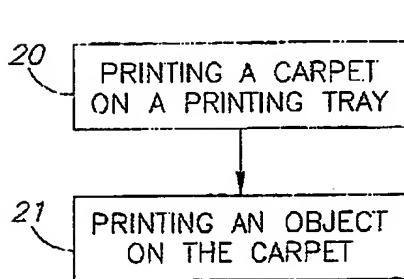 20
PRINTING A CARPET
ON A PRINTING TRAY
21
PRINTING AN OBJECT
ON THE CARPET